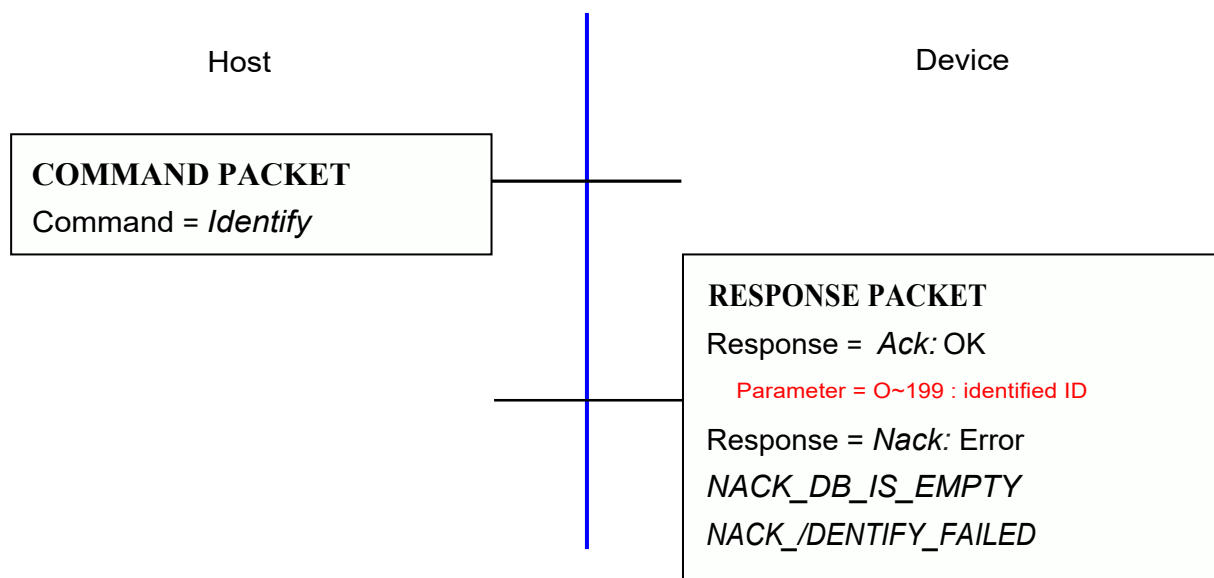 Host
Device
COMMAND PACKET
Command = Identify
RESPONSE PACKET
Response = Ack: OK
Parameter = O~199 : identified ID
Response = Nack: Error
NACK_DB_IS_EMPTY
NACK_/DENTIFY_FAILED